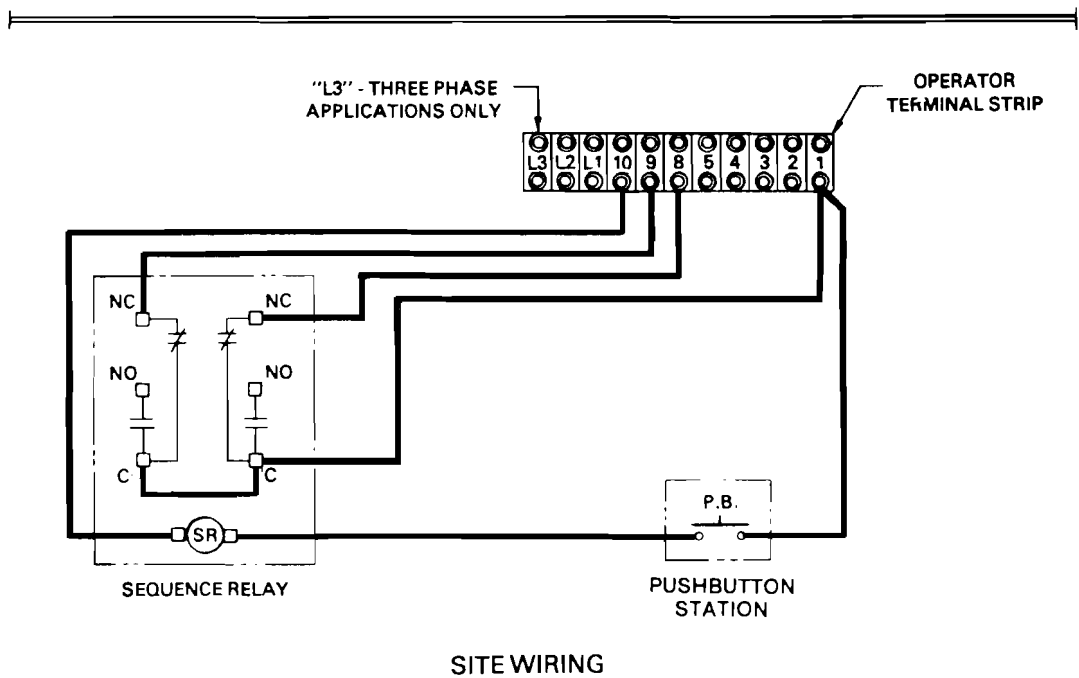 "L3" - THREE PHASE
APPLICATIONS ONLY
OPERATOR
TERMINAL STRIP
L3 L2 L1 10 9 8 5 4 3 2 1
NC NC
NO NO
C C
SR
P.B.
SEQUENCE RELAY
PUSHBUTTON
STATION
SITE WIRING